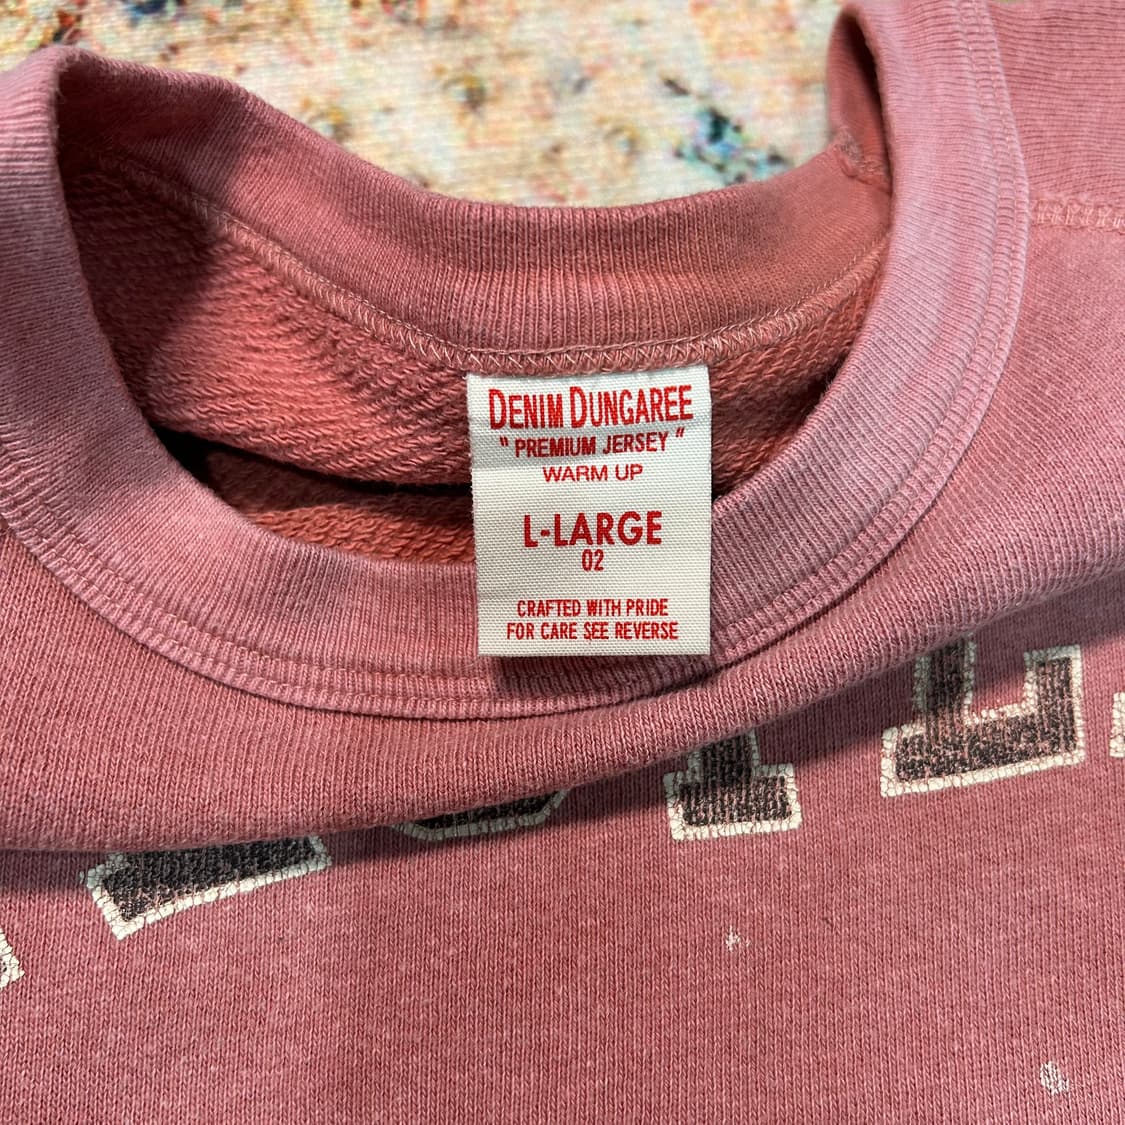 DENIM DUNGAREE
" PREMIUM JERSEY "
WARM UP
L-LARGE
02
CRAFTED WITH PRIDE
FOR CARE SEE REVERSE